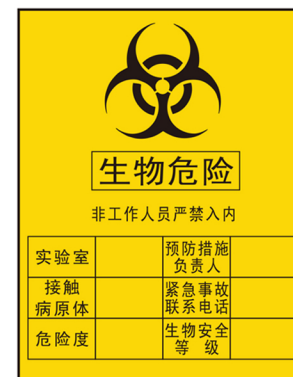 生物危险
非工作人员严禁入内
实验室
预防措施
负责人
接触
病原体
紧急事故
联系电话
危险度
生物安全
等 级